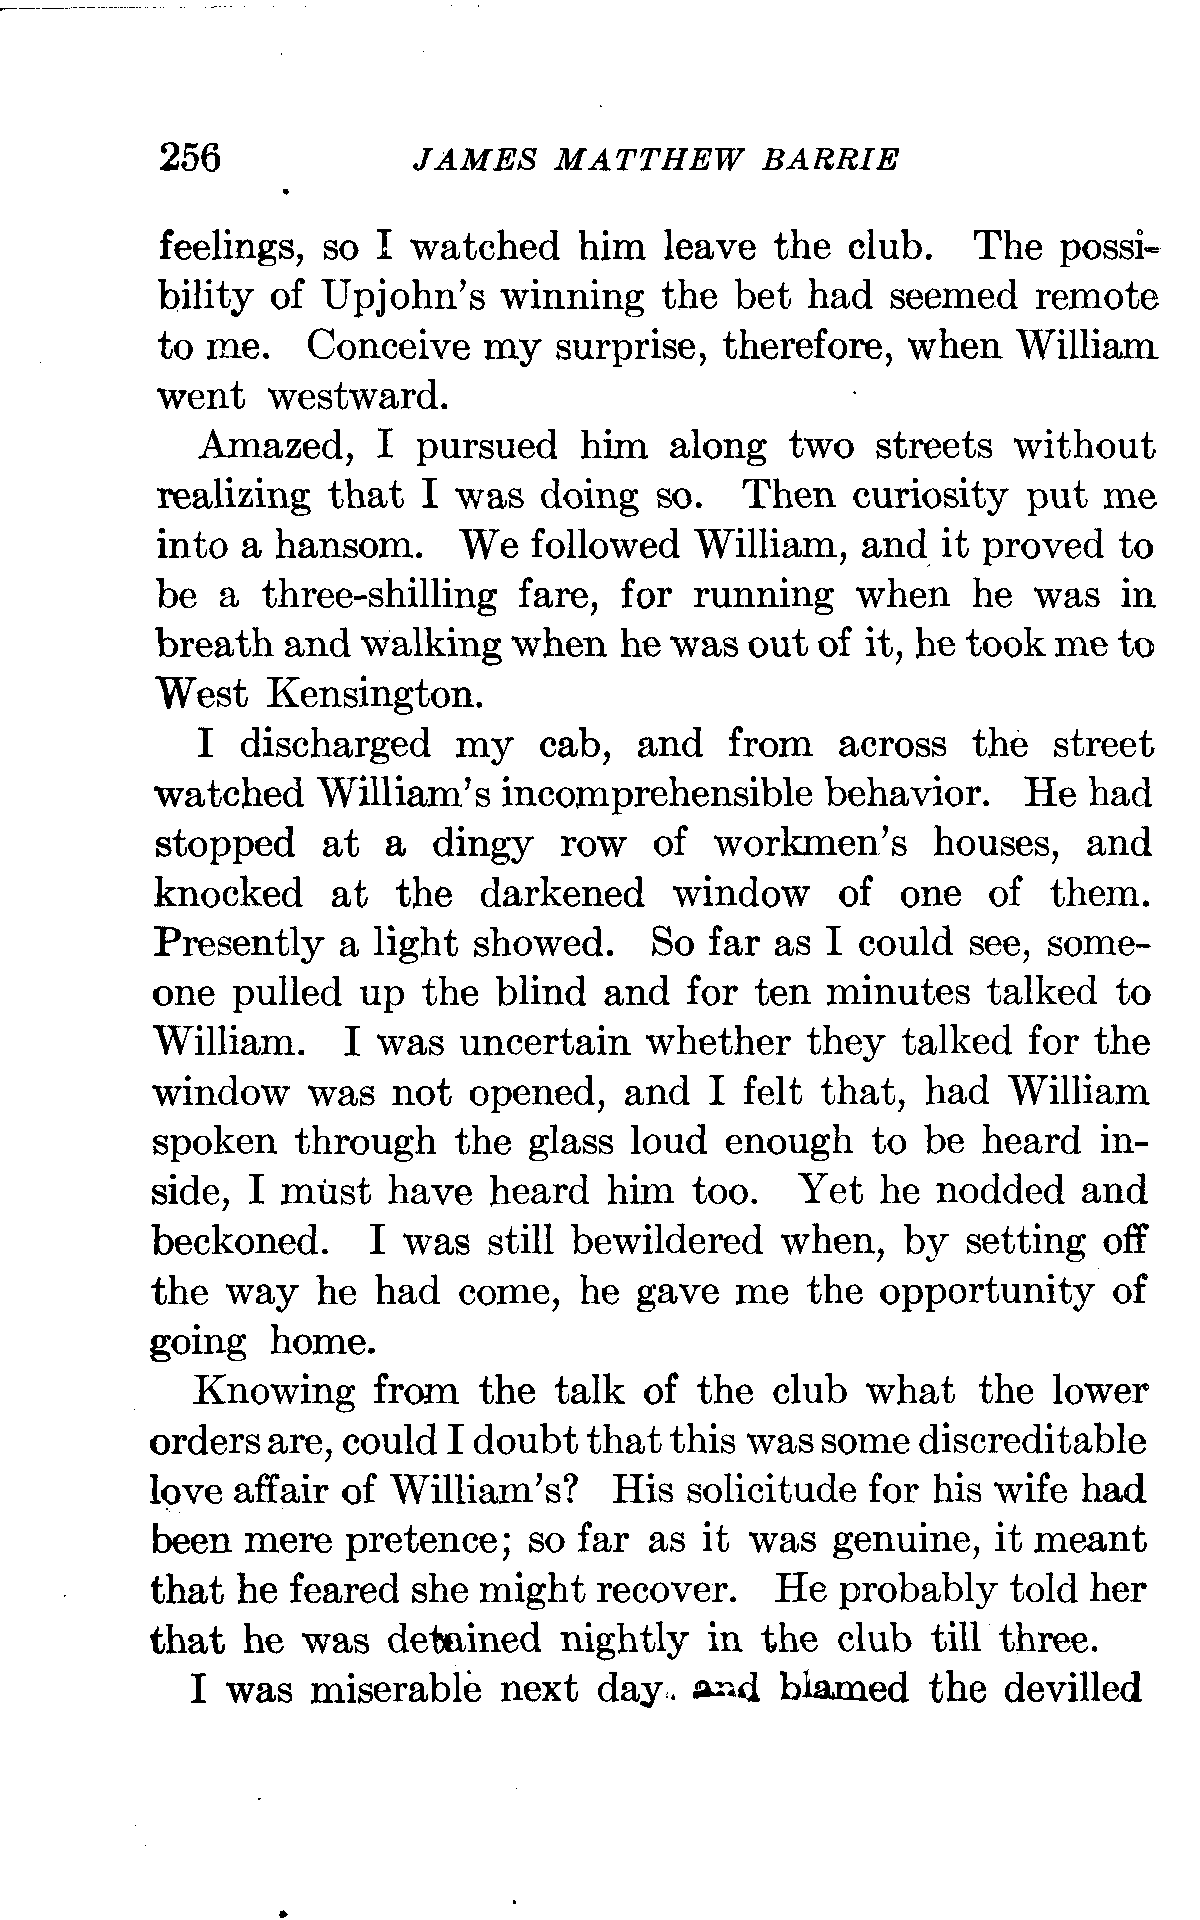 256 JAMES MATTHEW BARRIE
feelings, so I watched him leave the club. The possi-
bility of Upjohn's winning the bet had seemed remote
to me. Conceive my surprise, therefore, when William
went westward.
Amazed, I pursued him along two streets without
realizing that I was doing so. Then curiosity put me
into a hansom. We followed William, and it proved to
be a three-shilling fare, for running when he was in
breath and walking when he was out of it, he took me to
West Kensington.
I discharged my cab, and from across the street
watched William's incomprehensible behavior. He had
stopped at a dingy row of workmen's houses, and
knocked at the darkened window of one of them.
Presently a light showed. So far as I could see, some-
one pulled up the blind and for ten minutes talked to
William. I was uncertain whether they talked for the
window was not opened, and I felt that, had William
spoken through the glass loud enough to be heard in-
side, I must have heard him too. Yet he nodded and
beckoned. I was still bewildered when, by setting off
the way he had come, he gave me the opportunity of
going home.
Knowing from the talk of the club what the lower
orders are, could I doubt that this was some discreditable
love affair of William's? His solicitude for his wife had
been mere pretence; so far as it was genuine, it meant
that he feared she might recover. He probably told her
that he was detained nightly in the club till three.
I was miserable next day, and blamed the devilled